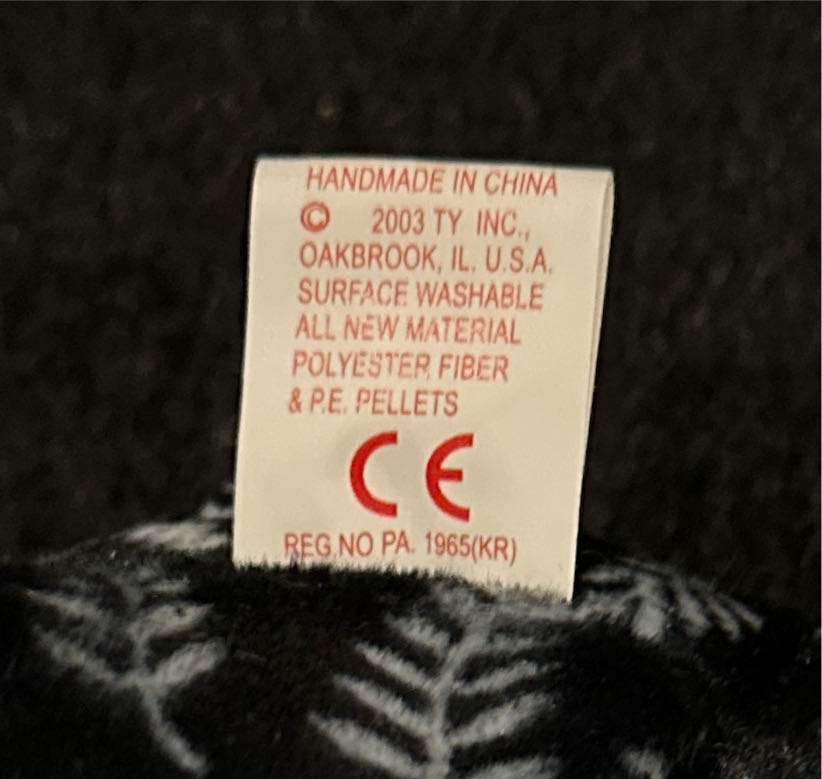 HANDMADE IN CHINA
© 2003 TY INC.,
OAKBROOK, IL. U.S.A.
SURFACE WASHABLE
ALL NEW MATERIAL
POLYESTER FIBER
& P.E. PELLETS
CE
REG.NO PA. 1965(KR)